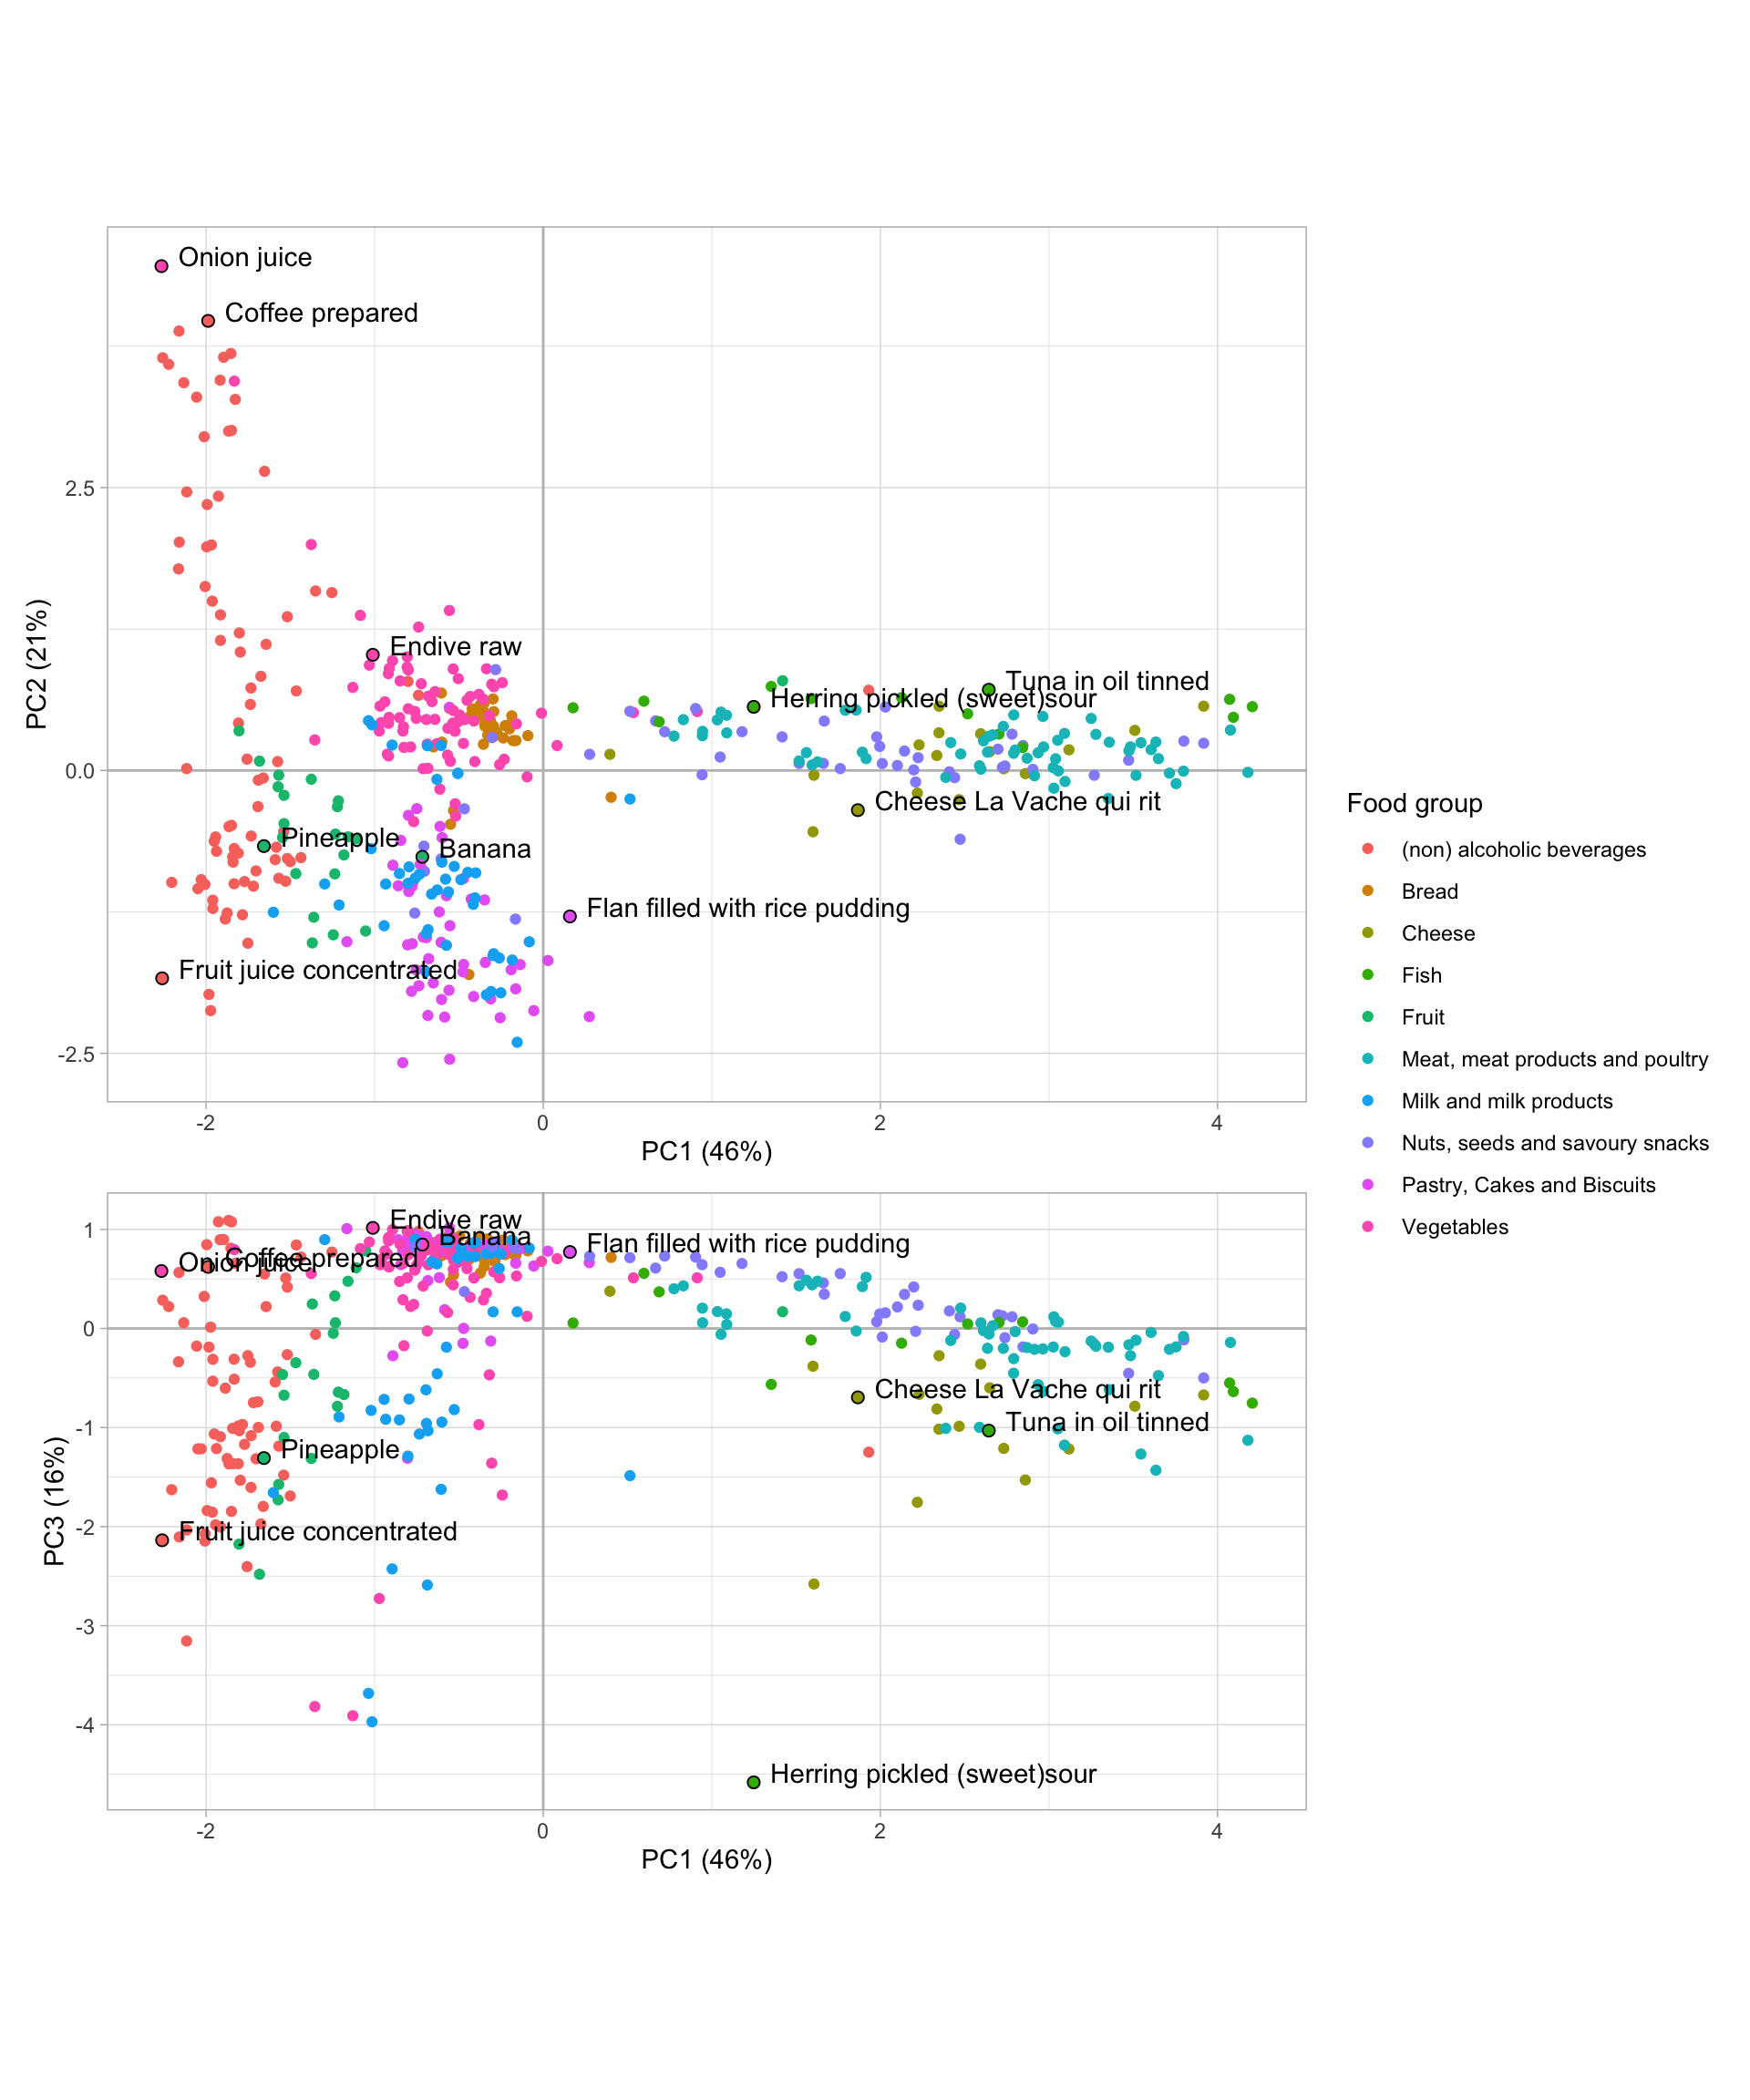 Onion juice
Coffee prepared
2.5
Endive raw
Tuna in oil tinned
Herring pickled (sweet)sour
PC2 (21%)
0.0
Cheese La Vache qui rit
Pineapple
Banana
Flan filled with rice pudding
Fruit juice concentrated
-2.5
-2
0
2
4
PC1 (46%)
Food group
(non) alcoholic beverages
Bread
Cheese
Fish
Fruit
Meat, meat products and poultry
Milk and milk products
Nuts, seeds and savoury snacks
Pastry, Cakes and Biscuits
Vegetables
Endive raw
1
Banana
Flan filled with rice pudding
Coffee prepared
Onion juice
0
Cheese La Vache qui rit
-1
Tuna in oil tinned
Pineapple
PC3 (16%)
-2
Fruit juice concentrated
-3
-4
Herring pickled (sweet)sour
-2
0
2
4
PC1 (46%)